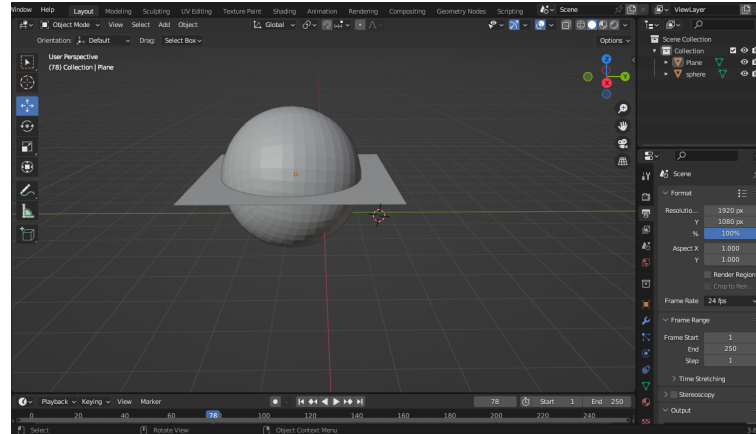 Window Help Layout Modeling Sculpting UV Editing Texture Paint Shading Animation Rendering Compositing Geometry Nodes Scripting Scene ViewLayer
Object Mode View Select Add Object Global
Orientation: Default Drag: Select Box Options
User Perspective
(78) Collection | Plane
Z
Y
X
Scene Collection
Collection
Plane
sphere
Scene
Format
Resolutio... 1920 px
Y 1080 px
% 100%
Aspect X 1.000
Y 1.000
Render Region
Crop to Ren...
Frame Rate 24 fps
Frame Range
Frame Start 1
End 250
Step 1
Time Stretching
Stereoscopy
Output
Playback Keying View Marker 78 Start 1 End 250
0 20 40 60 78 100 120 140 160 180 200 220 240
Select Rotate View Object Context Menu